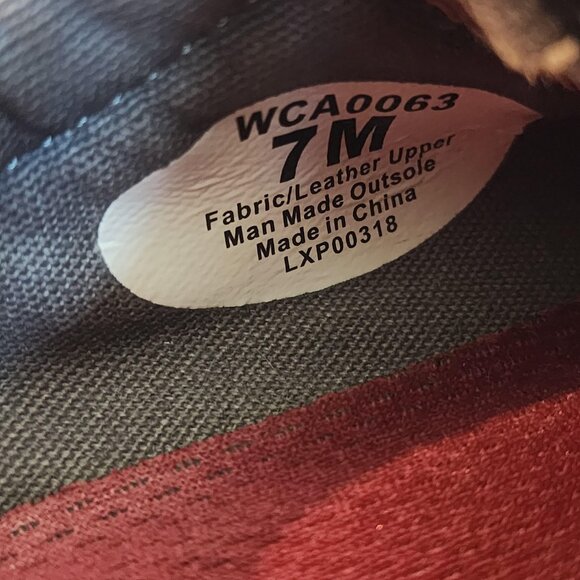 WCA0063
7M
Fabric/Leather Upper
Man Made Outsole
Made in China
LXP00318